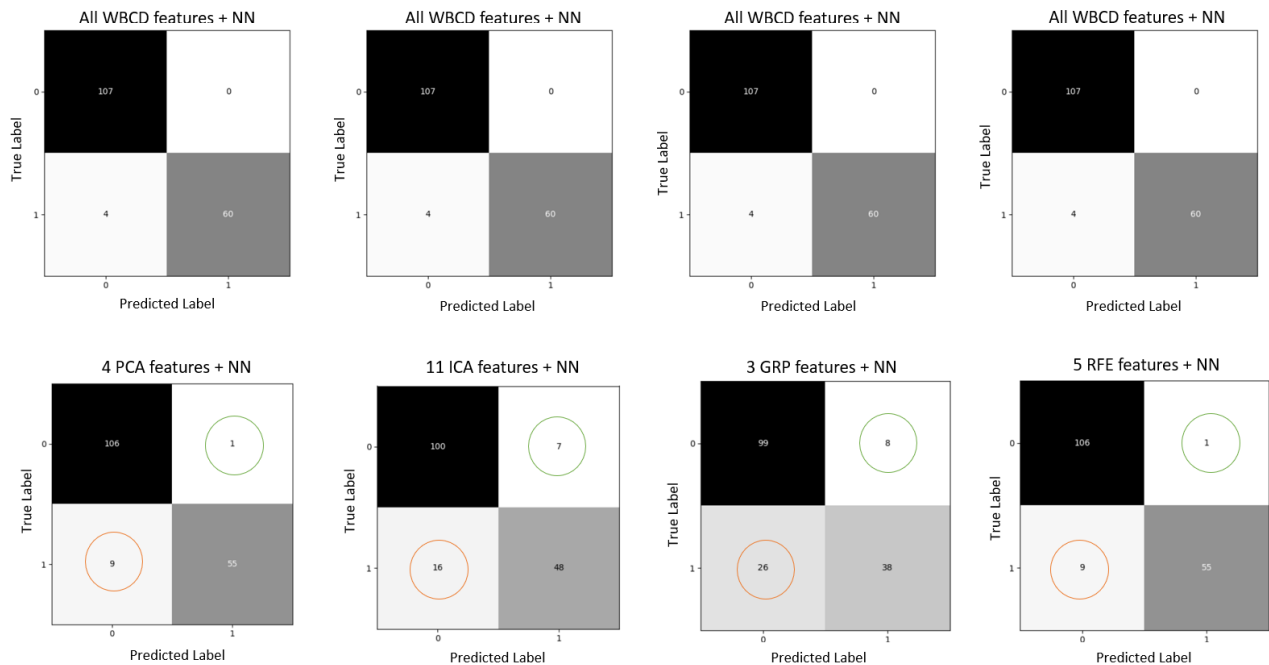 All WBCD features + NN
All WBCD features + NN
All WBCD features + NN
All WBCD features + NN
True Label
0
107
0
1
4
60
0
1
Predicted Label
True Label
0
107
0
1
4
60
0
1
Predicted Label
True Label
0
107
0
1
4
60
0
1
Predicted Label
True Label
0
107
0
1
4
60
0
1
Predicted Label
4 PCA features + NN
11 ICA features + NN
3 GRP features + NN
5 RFE features + NN
True Label
0
106
1
1
9
55
0
1
Predicted Label
True Label
0
100
7
1
16
48
0
1
Predicted Label
True Label
0
99
8
1
26
38
0
1
Predicted Label
True Label
0
106
1
1
9
55
0
1
Predicted Label